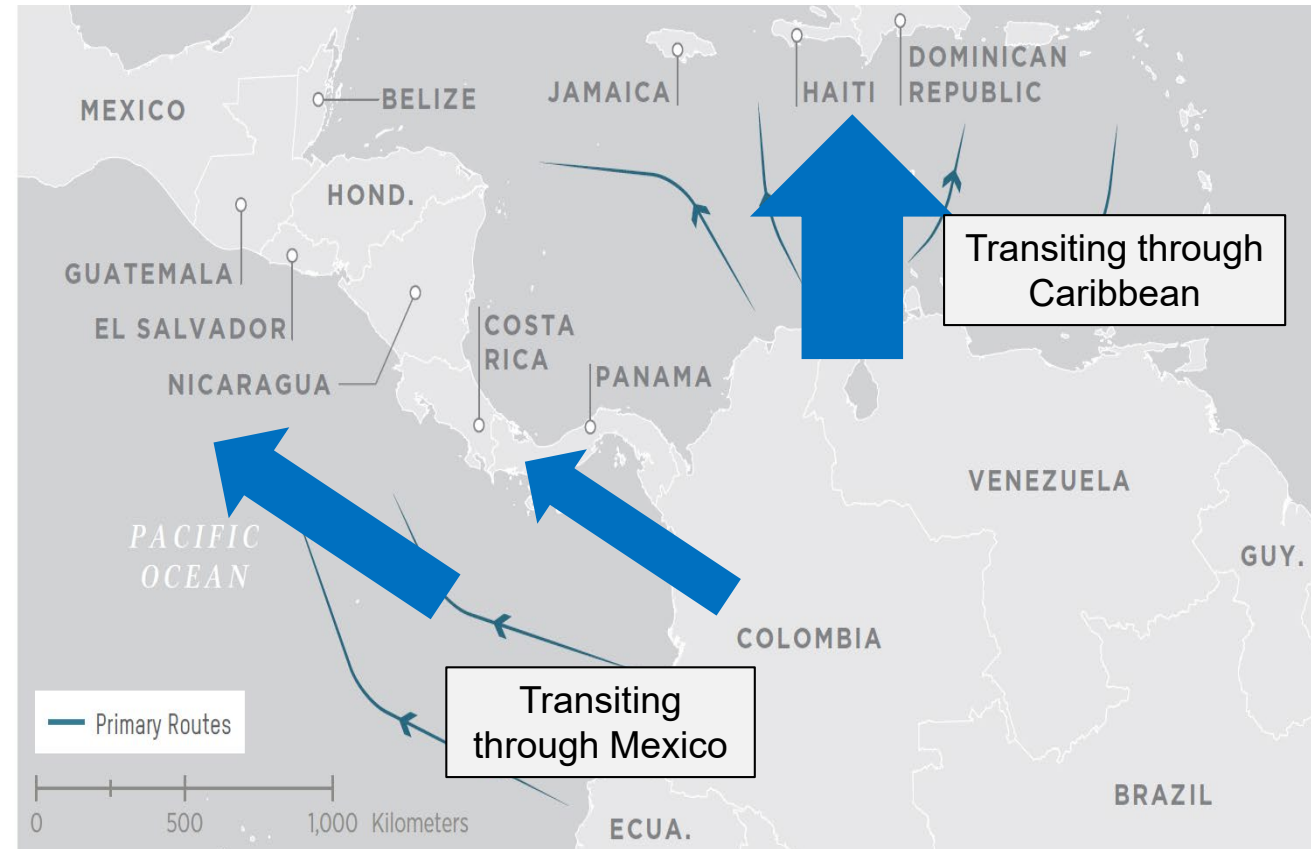 MEXICO
BELIZE
JAMAICA
HAITI
DOMINICAN
REPUBLIC
HOND.
GUATEMALA
EL SALVADOR
NICARAGUA
COSTA
RICA
PANAMA
Transiting through
Caribbean
VENEZUELA
GUY.
PACIFIC
OCEAN
COLOMBIA
Transiting
through Mexico
Primary Routes
BRAZIL
0 500 1,000 Kilometers
ECUA.